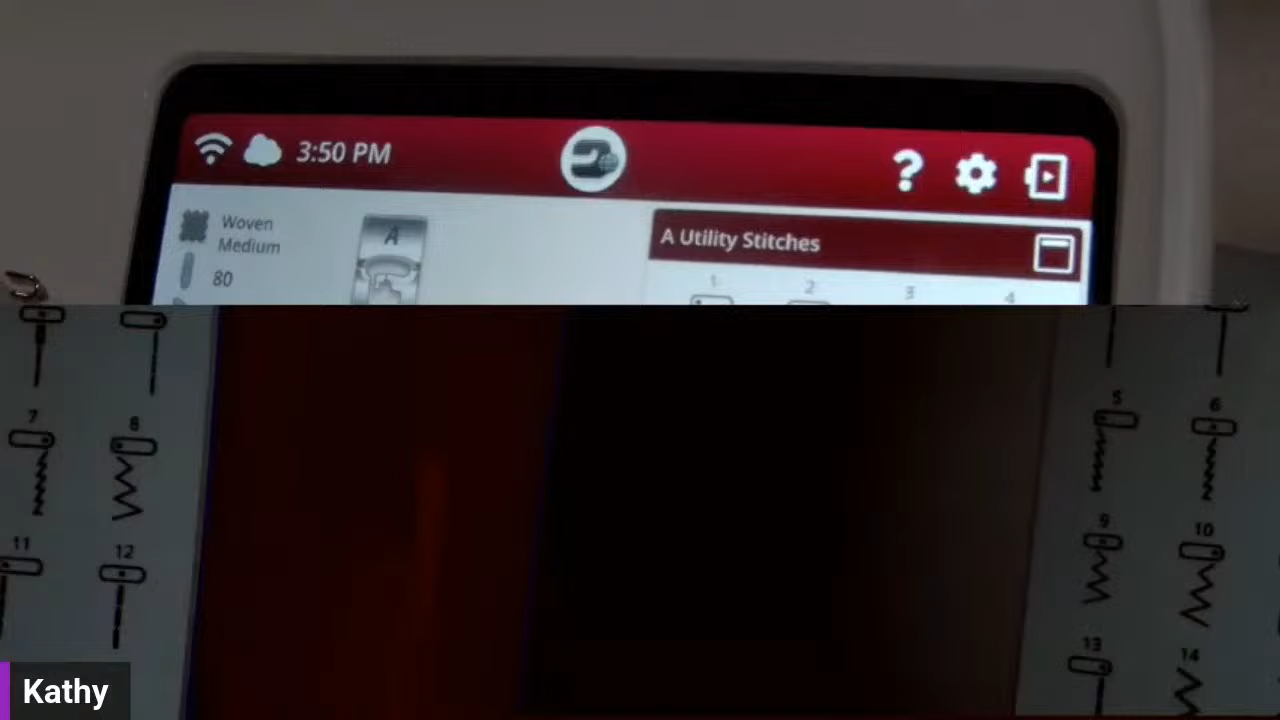 3:50 PM
?
Woven
Medium
80
A
A Utility Stitches
1 2 3 4
5 6
7 8
9 10
11 12
13 14
Kathy